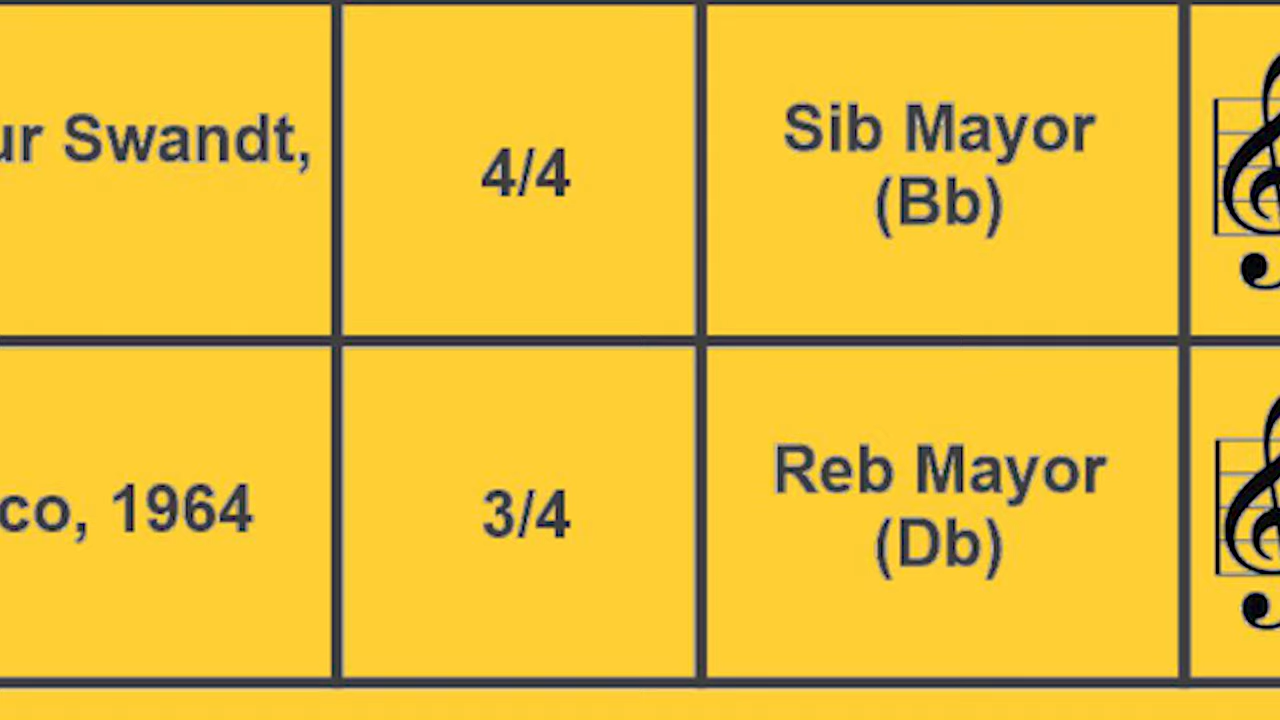 ur Swandt,
4/4
Sib Mayor
(Bb)
co, 1964
3/4
Reb Mayor
(Db)